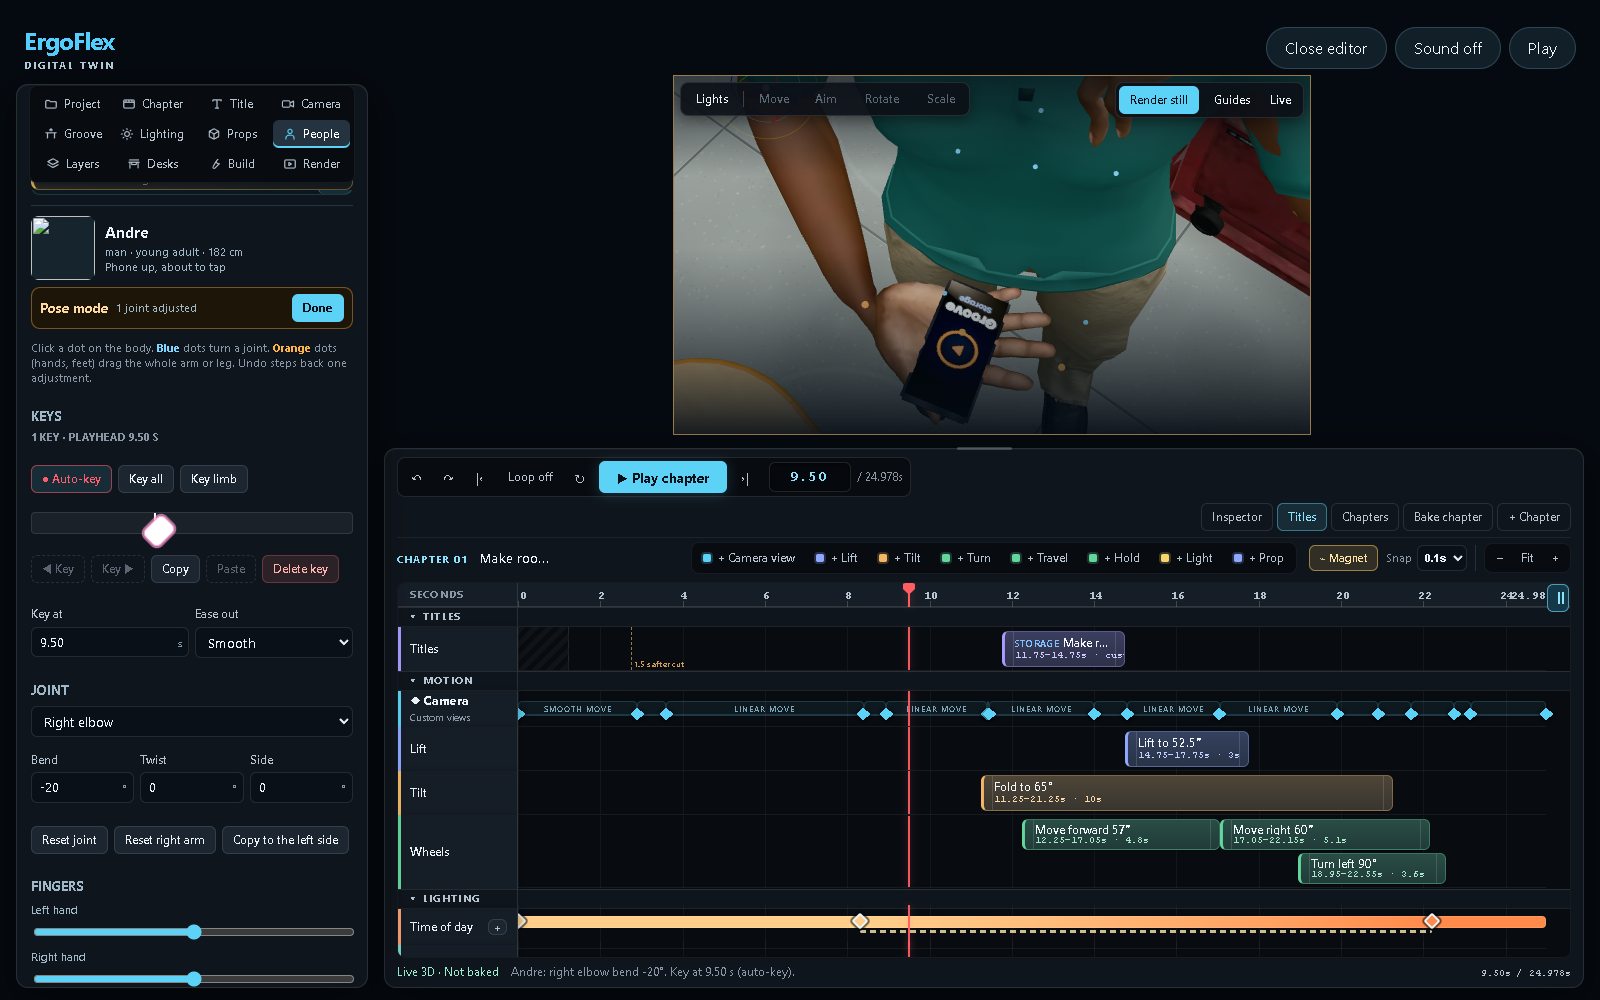 ErgoFlex
DIGITAL TWIN
Close editor
Sound off
Play
Project
Chapter
Title
Camera
Groove
Lighting
Props
People
Layers
Desks
Build
Render
Andre
man · young adult · 182 cm
Phone up, about to tap
Pose mode 1 joint adjusted
Done
Click a dot on the body. Blue dots turn a joint. Orange dots
(hands, feet) drag the whole arm or leg. Undo steps back one
adjustment.
KEYS
1 KEY · PLAYHEAD 9.50 S
● Auto-key
Key all
Key limb
◀ Key
Key ▶
Copy
Paste
Delete key
Key at
Ease out
9.50 s
Smooth
JOINT
Right elbow
Bend
Twist
Side
-20 °
0 °
0 °
Reset joint
Reset right arm
Copy to the left side
FINGERS
Left hand
Right hand
Lights
Move
Aim
Rotate
Scale
Render still
Guides
Live
Groove
Storage
Loop off
▶ Play chapter
9.50
/ 24.978s
Inspector
Titles
Chapters
Bake chapter
+ Chapter
CHAPTER 01 Make roo...
+ Camera view
+ Lift
+ Tilt
+ Turn
+ Travel
+ Hold
+ Light
+ Prop
Magnet
Snap
0.1s
− Fit +
SECONDS
0 2 4 6 8 10 12 14 16 18 20 22 24 24.98
▼ TITLES
Titles
1.5 s after cut
STORAGE Make r...
11.75–14.75s · cus
▼ MOTION
◆ Camera
Custom views
SMOOTH MOVE
LINEAR MOVE
LINEAR MOVE
LINEAR MOVE
LINEAR MOVE
LINEAR MOVE
Lift
Lift to 52.5"
14.75–17.75s · 3s
Tilt
Fold to 65°
11.25–21.25s · 10s
Wheels
Move forward 57"
12.25–17.05s · 4.8s
Move right 60"
17.05–22.15s · 5.1s
Turn left 90°
18.95–22.55s · 3.6s
▼ LIGHTING
Time of day +
Live 3D · Not baked
Andre: right elbow bend -20°. Key at 9.50 s (auto-key).
9.50s / 24.978s